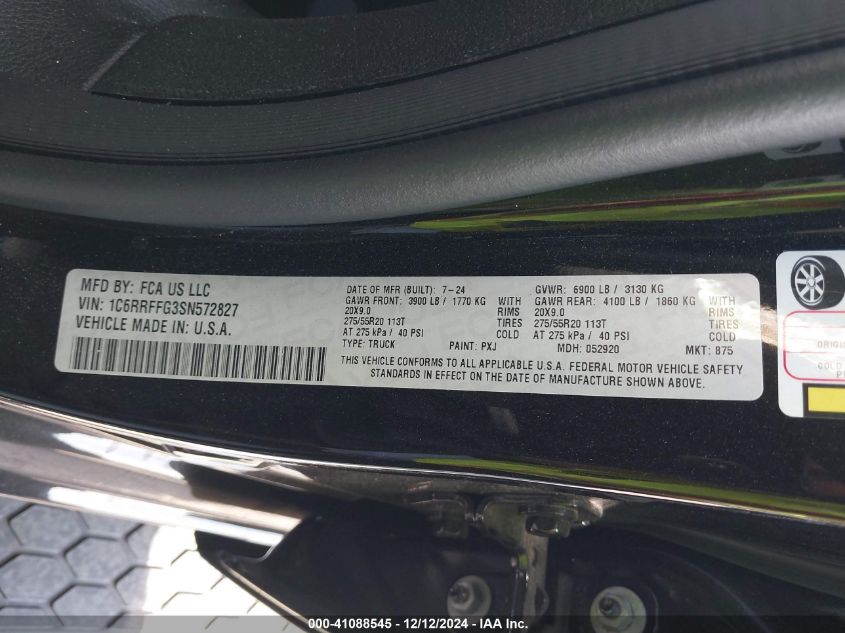 MFD BY: FCA US LLC
VIN: 1C6RRFFG3SN572827
VEHICLE MADE IN U.S.A.
DATE OF MFR (BUILT): 7-24
GAWR FRONT: 3900 LB / 1770 KG WITH
20X9.0 RIMS
275/55R20 113T TIRES
AT 275 kPa / 40 PSI COLD
TYPE: TRUCK PAINT: PXJ
GVWR: 6900 LB / 3130 KG
GAWR REAR: 4100 LB / 1860 KG WITH
20X9.0 RIMS
275/55R20 113T TIRES
AT 275 kPa / 40 PSI COLD
MDH: 052920 MKT: 875
THIS VEHICLE CONFORMS TO ALL APPLICABLE U.S.A. FEDERAL MOTOR VEHICLE SAFETY
STANDARDS IN EFFECT ON THE DATE OF MANUFACTURE SHOWN ABOVE.
COLD
000-41088545 - 12/12/2024 - IAAI.COM